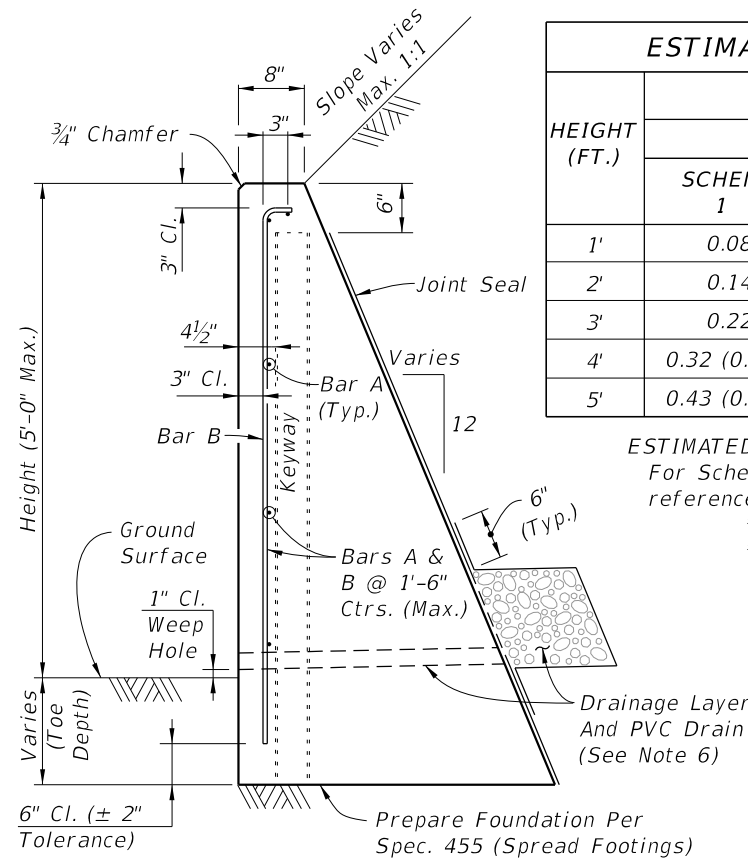 8"
Slope Varies
Max. 1:1
3"
¾" Chamfer
3" Cl.
6"
Joint Seal
4½"
3" Cl.
Varies
12
Bar A
(Typ.)
Bar B
Keyway
Height (5'-0" Max.)
6"
(Typ.)
Ground
Surface
Bars A &
B @ 1'-6"
Ctrs. (Max.)
1" Cl.
Weep
Hole
Varies
(Toe
Depth)
Drainage Layer
And PVC Drain
(See Note 6)
6" Cl. (± 2"
Tolerance)
Prepare Foundation Per
Spec. 455 (Spread Footings)
ESTIMA
HEIGHT
(FT.)
SCHE
1
1' 0.08
2' 0.14
3' 0.22
4' 0.32 (0.
5' 0.43 (0.
ESTIMATED
For Sche
reference